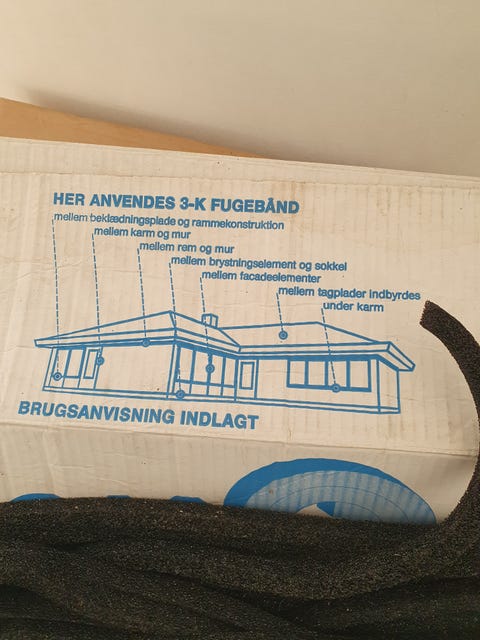 HER ANVENDES 3-K FUGEBÅND
mellem beklædningsplade og rammekonstruktion
mellem karm og mur
mellem rem og mur
mellem brystningselement og sokkel
mellem facadeelementer
mellem tagplader indbyrdes
under karm
BRUGSANVISNING INDLAGT